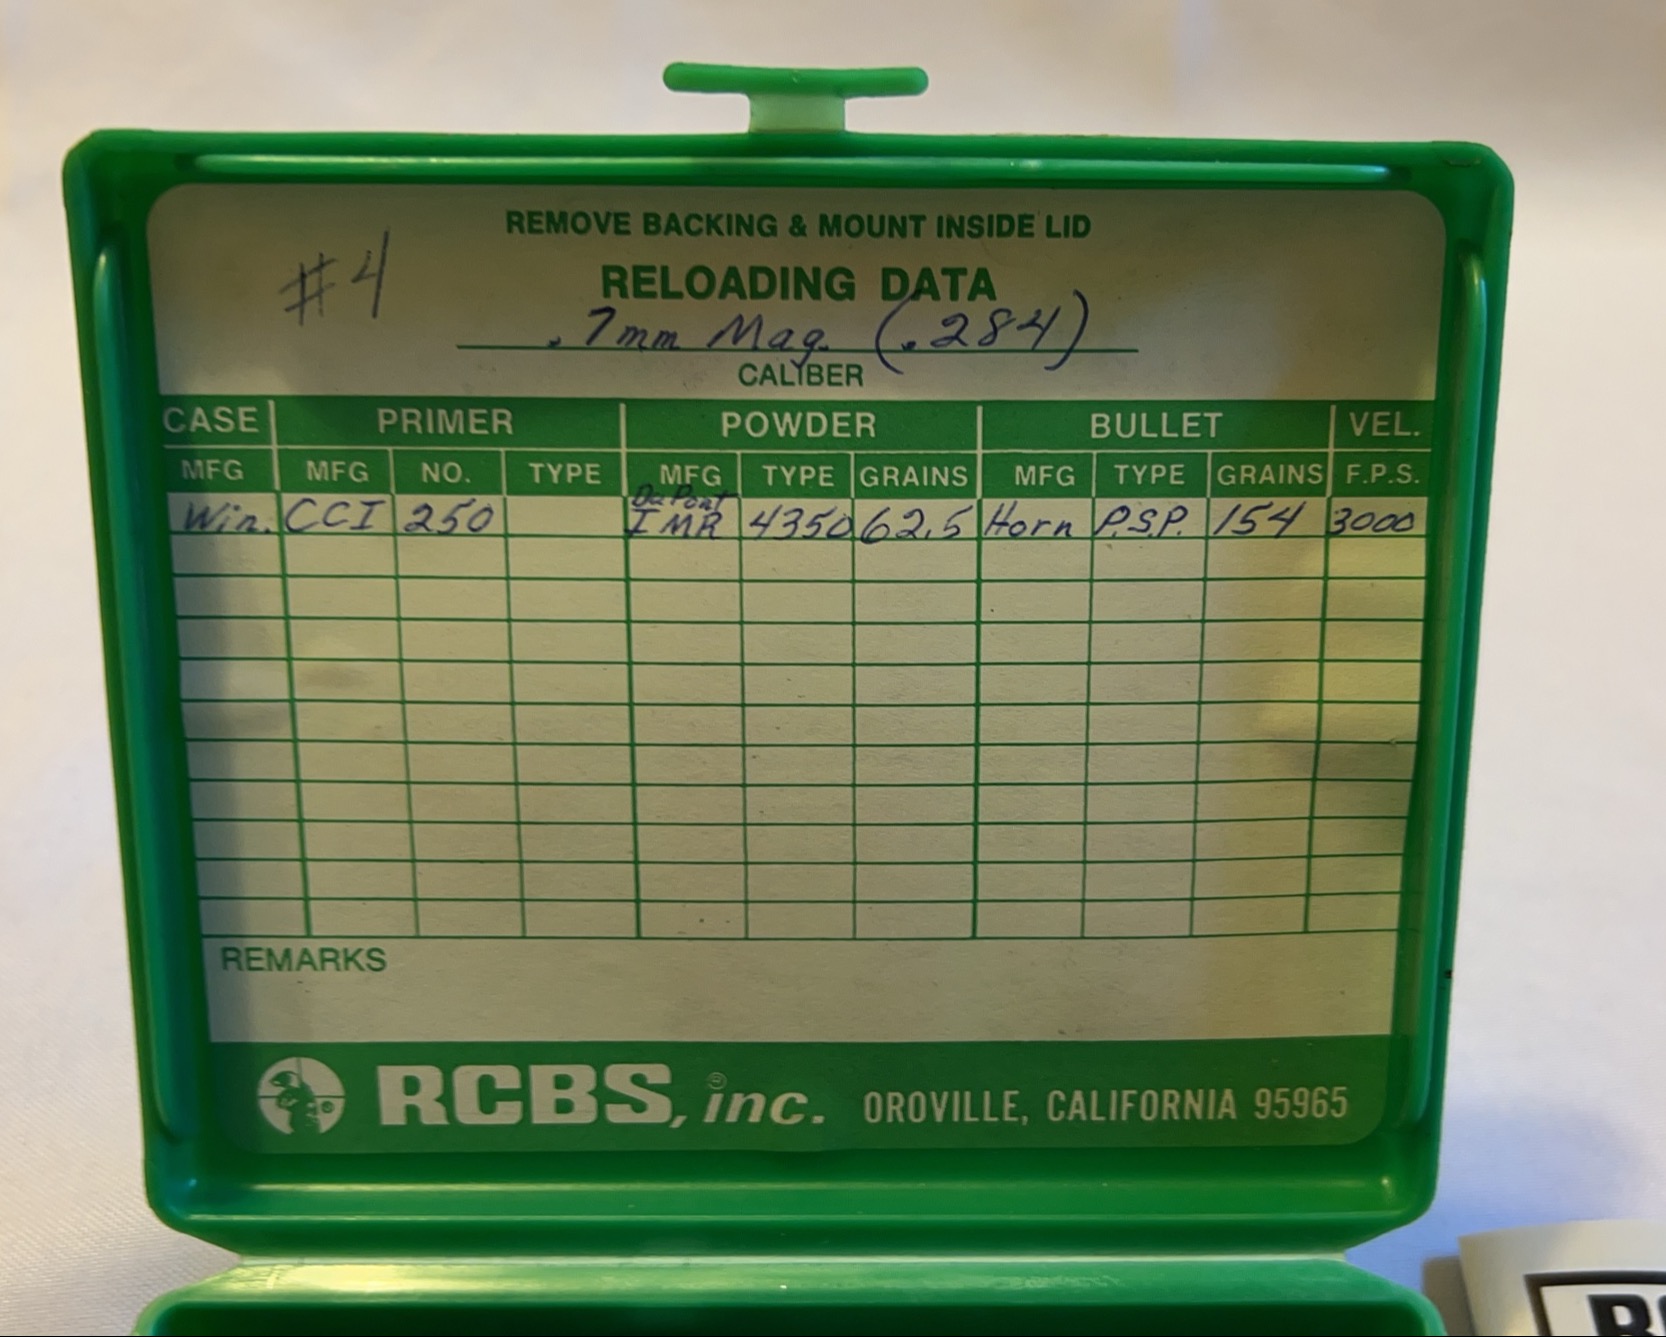 REMOVE BACKING & MOUNT INSIDE LID
#4
RELOADING DATA
.7mm Mag. (.284)
CALIBER
CASE PRIMER POWDER BULLET VEL.
MFG MFG NO. TYPE MFG TYPE GRAINS MFG TYPE GRAINS F.P.S.
DuPont
Win. CCI 250 IMR 4350 62.5 Horn P.S.P. 154 3000
REMARKS
RCBS, inc. OROVILLE, CALIFORNIA 95965